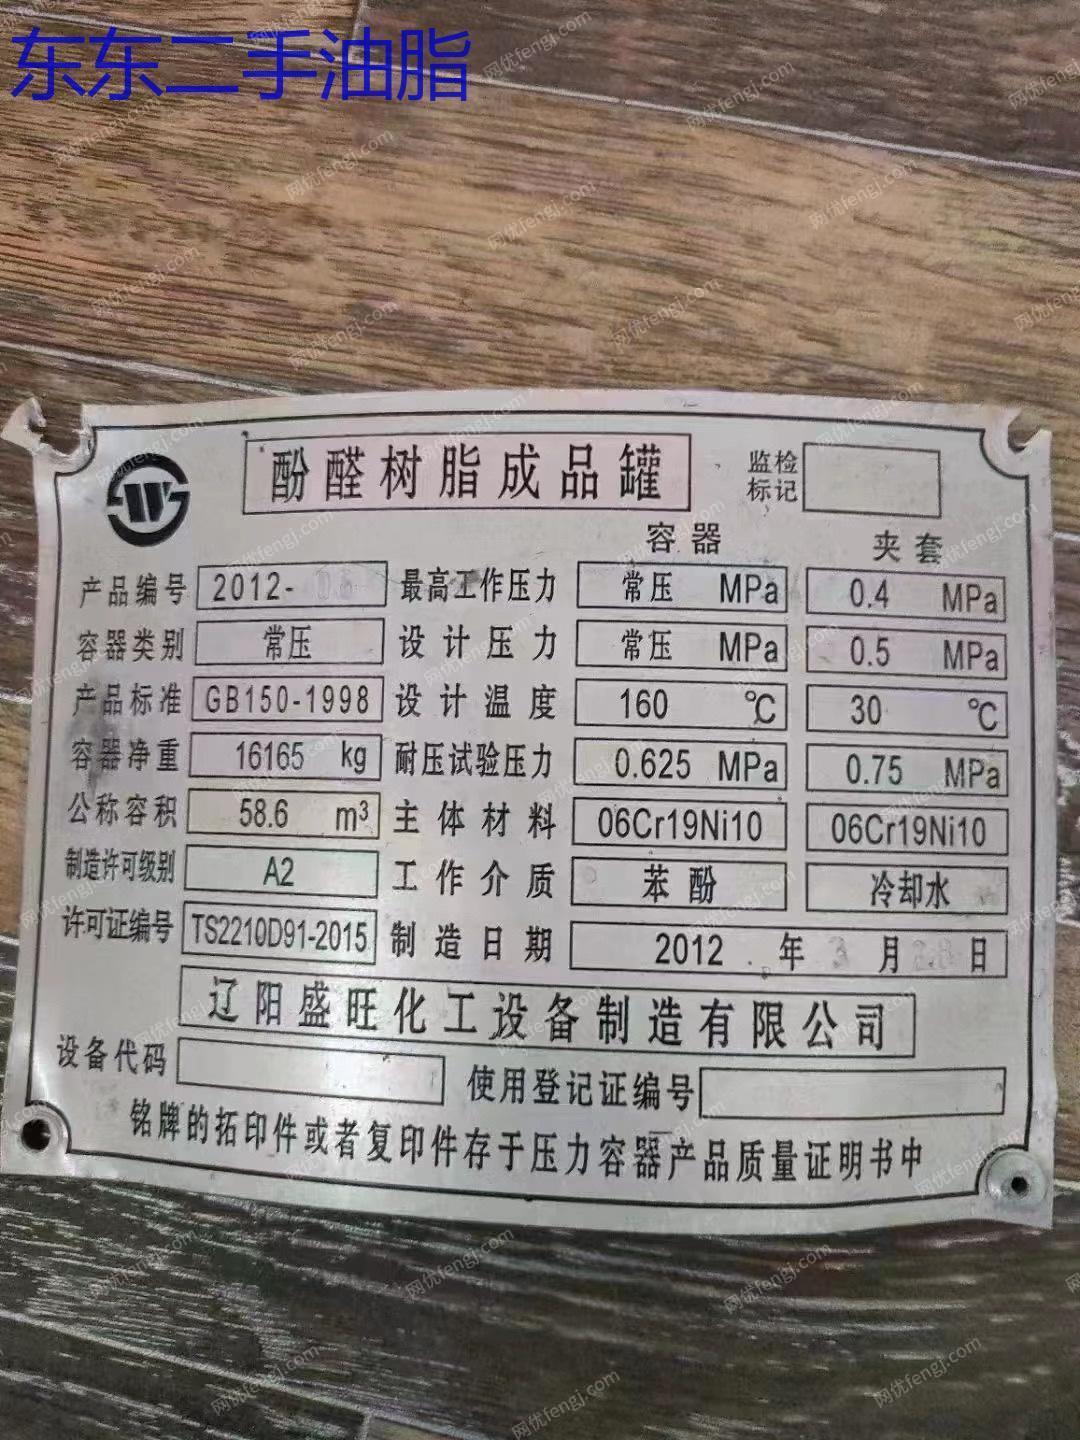 东东二手油脂
酚醛树脂成品罐
监检标记
容器 夹套
产品编号 2012- 最高工作压力 常压 MPa 0.4 MPa
容器类别 常压 设计压力 常压 MPa 0.5 MPa
产品标准 GB150-1998 设计温度 160 ℃ 30 ℃
容器净重 16165 kg 耐压试验压力 0.625 MPa 0.75 MPa
公称容积 58.6 m³ 主体材料 06Cr19Ni10 06Cr19Ni10
制造许可级别 A2 工作介质 苯酚 冷却水
许可证编号 TS2210D91-2015 制造日期 2012 年 3 月 日
辽阳盛旺化工设备制造有限公司
设备代码 使用登记证编号
铭牌的拓印件或者复印件存于压力容器产品质量证明书中
网优fengj.com